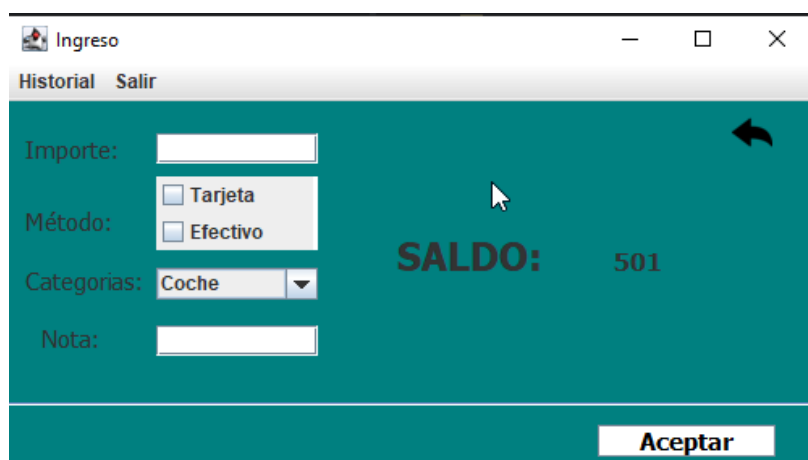 Ingreso
Historial Salir
Importe:
Método:
Tarjeta
Efectivo
Categorias: Coche
Nota:
SALDO: 501
Aceptar